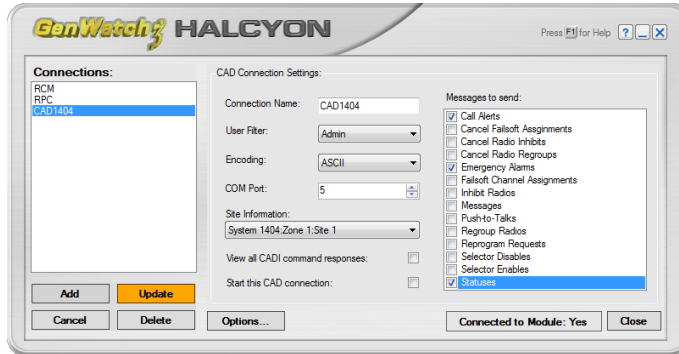 GenWatch3 HALCYON
Press F1 for Help ? _ X
Connections:
RCM
RPC
CAD1404
Add Update
Cancel Delete
CAD Connection Settings:
Connection Name: CAD1404
User Filter: Admin
Encoding: ASCII
COM Port: 5
Site Information:
System 1404:Zone 1:Site 1
View all CADI command responses:
Start this CAD connection:
Messages to send:
Call Alerts
Cancel Failsoft Assginments
Cancel Radio Inhibits
Cancel Radio Regroups
Emergency Alarms
Failsoft Channel Assignments
Inhibit Radios
Messages
Push-to-Talks
Regroup Radios
Reprogram Requests
Selector Disables
Selector Enables
Statuses
Options... Connected to Module: Yes Close